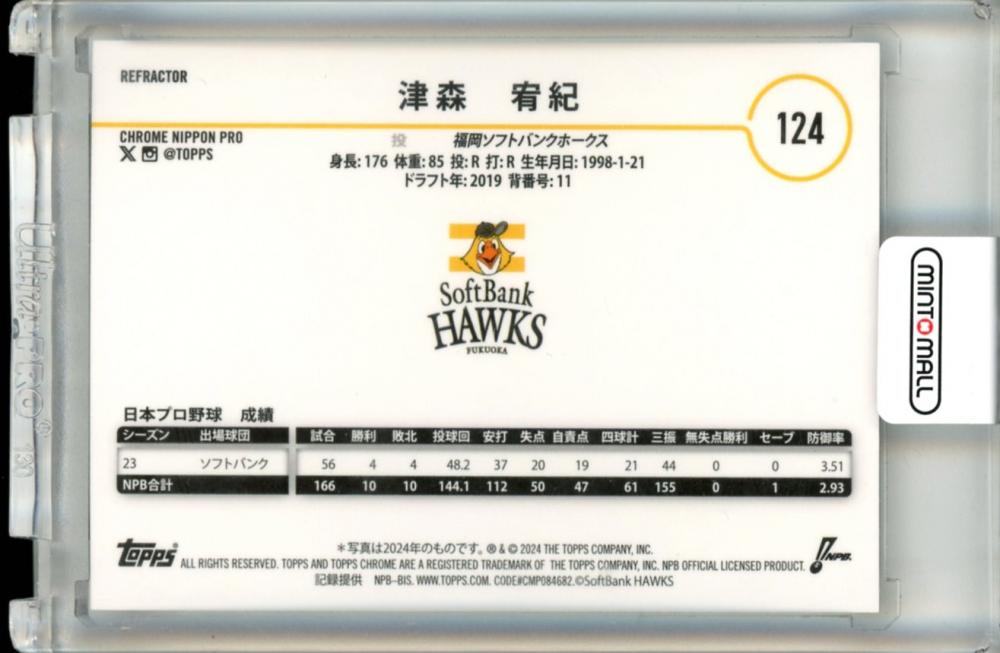 REFRACTOR
津森 宥紀
124
CHROME NIPPON PRO
@TOPPS
投 福岡ソフトバンクホークス
身長: 176 体重: 85 投: R 打: R 生年月日: 1998-1-21
ドラフト年: 2019 背番号: 11
SoftBank
HAWKS
FUKUOKA
MINT MALL
Ultra PRO®
日本プロ野球 成績
シーズン 出場球団 試合 勝利 敗北 投球回 安打 失点 自責点 四球計 三振 無失点勝利 セーブ 防御率
23 ソフトバンク 56 4 4 48.2 37 20 19 21 44 0 0 3.51
NPB合計 166 10 10 144.1 112 50 47 61 155 0 1 2.93
Topps
＊写真は2024年のものです。 ® & © 2024 THE TOPPS COMPANY, INC.
ALL RIGHTS RESERVED. TOPPS AND TOPPS CHROME ARE A REGISTERED TRADEMARK OF THE TOPPS COMPANY, INC. NPB OFFICIAL LICENSED PRODUCT.
記録提供 NPB-BIS. WWW.TOPPS.COM. CODE#CMP084682. ©SoftBank HAWKS
NPB.